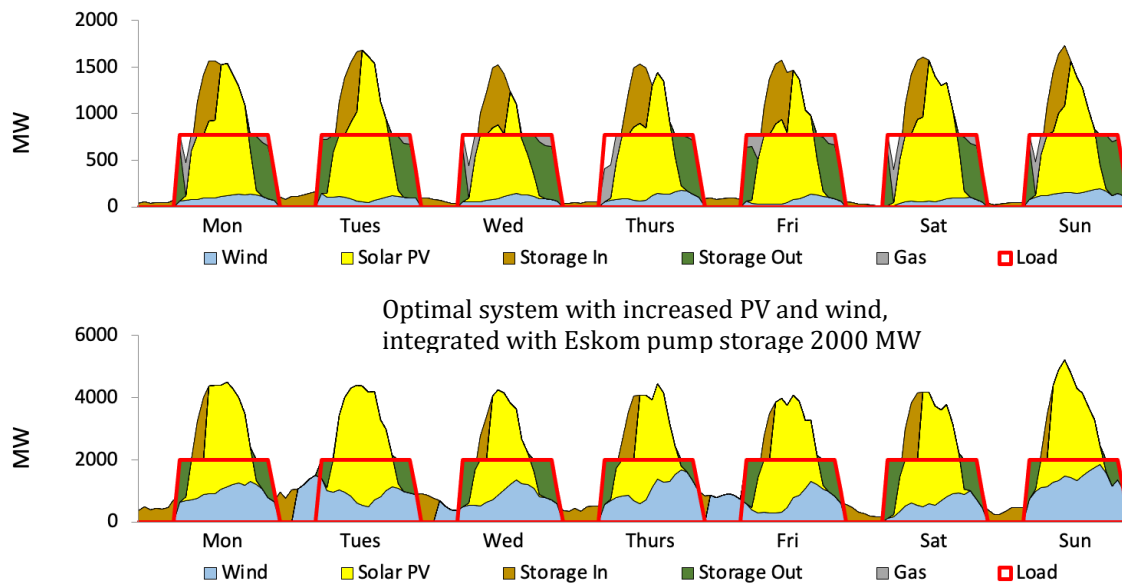 2000
1500
1000
500
0
MW
Mon Tues Wed Thurs Fri Sat Sun
Wind Solar PV Storage In Storage Out Gas Load
Optimal system with increased PV and wind,
integrated with Eskom pump storage 2000 MW
6000
4000
2000
0
MW
Mon Tues Wed Thurs Fri Sat Sun
Wind Solar PV Storage In Storage Out Gas Load